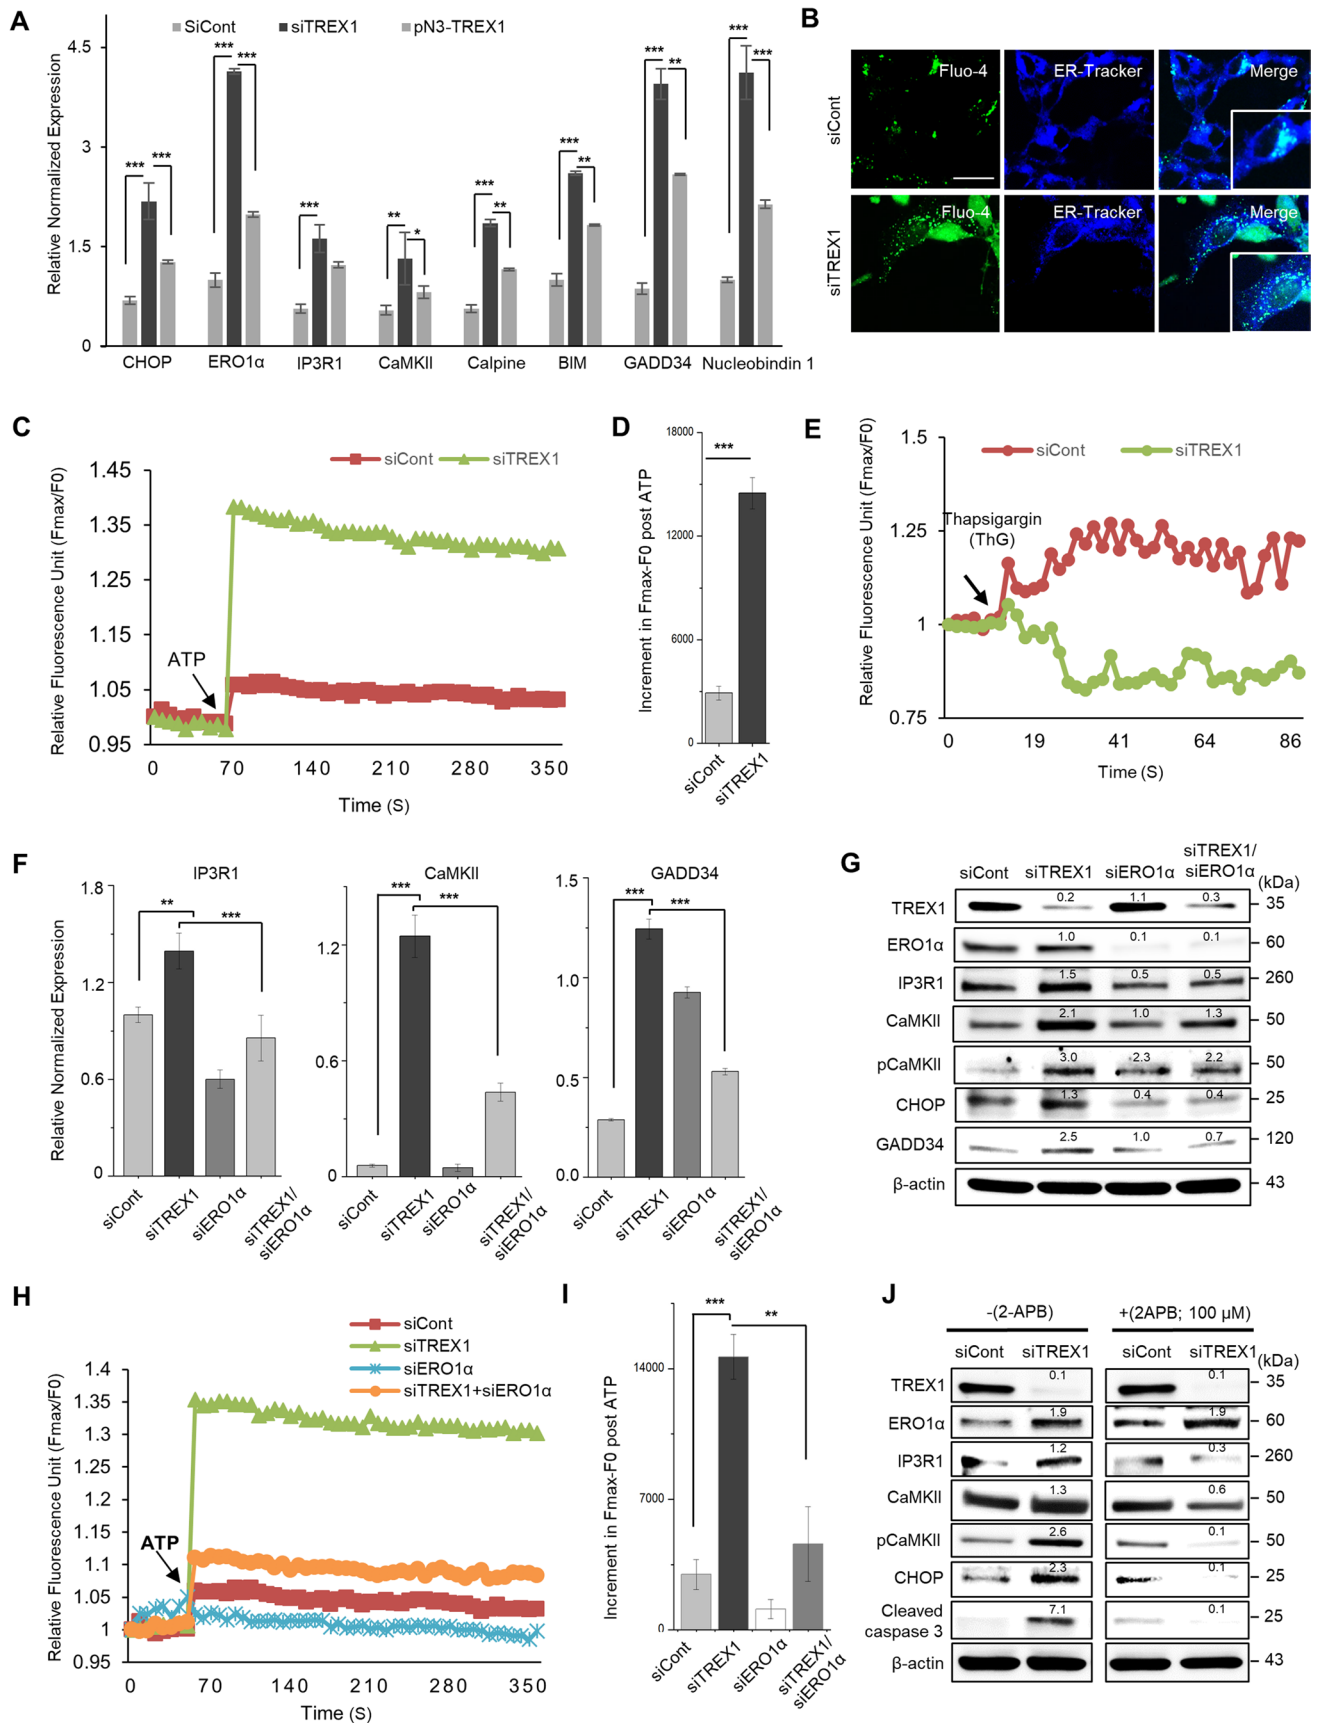 A
SiCont siTREX1 pN3-TREX1
Relative Normalized Expression
4.5
3
1.5
0
*** *** *** *** *** ** * *** ** *** ** *** ** *** ***
CHOP ERO1α IP3R1 CaMKII Calpine BIM GADD34 Nucleobindin 1
B
siCont
Fluo-4 ER-Tracker Merge
siTREX1
Fluo-4 ER-Tracker Merge
C
siCont siTREX1
Relative Fluorescence Unit (Fmax/F0)
1.45
1.35
1.25
1.15
1.05
0.95
ATP
0 70 140 210 280 350
Time (S)
D
Increment in Fmax-F0 post ATP
18000
12000
6000
0
***
siCont siTREX1
E
siCont siTREX1
Relative Fluorescence Unit (Fmax/F0)
1.5
1.25
1
0.75
Thapsigargin
(ThG)
0 19 41 64 86
Time (S)
F
Relative Normalized Expression
IP3R1
1.8
1.2
0.6
0
** ***
siCont siTREX1 siERO1α siTREX1/
siERO1α
CaMKII
1.2
0.6
0
*** ***
siCont siTREX1 siERO1α siTREX1/
siERO1α
GADD34
1.5
1.0
0.5
0.0
*** ***
siCont siTREX1 siERO1α siTREX1/
siERO1α
G
siCont siTREX1 siERO1α siTREX1/
siERO1α
(kDa)
TREX1 0.2 1.1 0.3 35
ERO1α 1.0 0.1 0.1 60
IP3R1 1.5 0.5 0.5 260
CaMKII 2.1 1.0 1.3 50
pCaMKII 3.0 2.3 2.2 50
CHOP 1.3 0.4 0.4 25
GADD34 2.5 1.0 0.7 120
β-actin 43
H
siCont
siTREX1
siERO1α
siTREX1+siERO1α
Relative Fluorescence Unit (Fmax/F0)
1.4
1.35
1.3
1.25
1.2
1.15
1.1
1.05
1
0.95
ATP
0 70 140 210 280 350
Time (S)
I
Increment in Fmax-F0 post ATP
14000
7000
0
*** **
siCont siTREX1 siERO1α siTREX1/
siERO1α
J
-(2-APB) +(2APB; 100 µM)
siCont siTREX1 siCont siTREX1 (kDa)
TREX1 0.1 0.1 35
ERO1α 1.9 1.9 60
IP3R1 1.2 0.3 260
CaMKII 1.3 0.6 50
pCaMKII 2.6 0.1 50
CHOP 2.3 0.1 25
Cleaved
caspase 3 7.1 0.1 25
β-actin 43